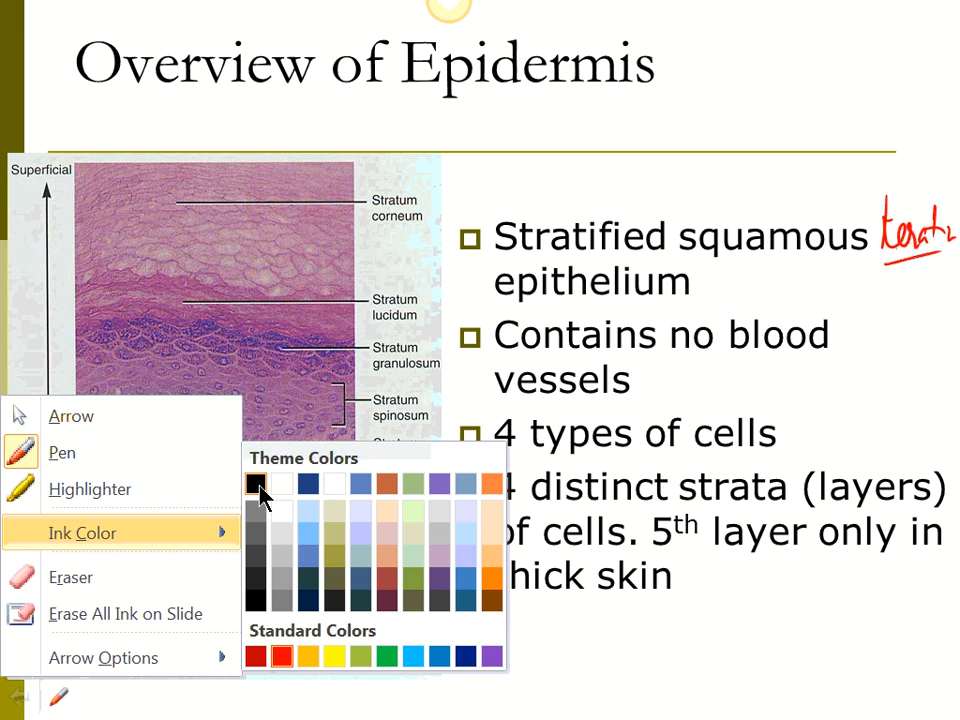 Overview of Epidermis
Superficial
Stratum
corneum
Stratum
lucidum
Stratum
granulosum
Stratum
spinosum
Stratified squamous
epithelium
Contains no blood
vessels
4 types of cells
4 distinct strata (layers)
of cells. 5th layer only in
thick skin
Arrow
Pen
Highlighter
Ink Color
Eraser
Erase All Ink on Slide
Arrow Options
Theme Colors
Standard Colors